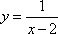 y = 1/(x − 2)